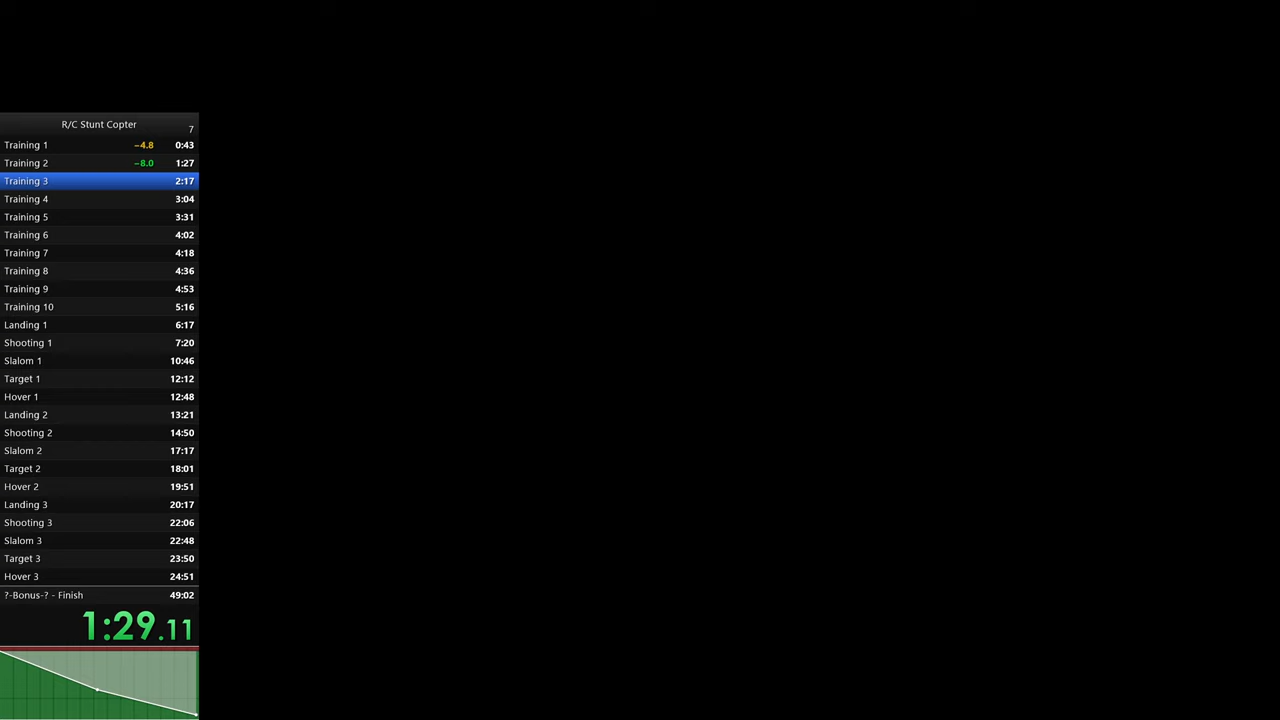 R/C Stunt Copter
7
Training 1 −4.8 0:43
Training 2 −8.0 1:27
Training 3 2:17
Training 4 3:04
Training 5 3:31
Training 6 4:02
Training 7 4:18
Training 8 4:36
Training 9 4:53
Training 10 5:16
Landing 1 6:17
Shooting 1 7:20
Slalom 1 10:46
Target 1 12:12
Hover 1 12:48
Landing 2 13:21
Shooting 2 14:50
Slalom 2 17:17
Target 2 18:01
Hover 2 19:51
Landing 3 20:17
Shooting 3 22:06
Slalom 3 22:48
Target 3 23:50
Hover 3 24:51
?-Bonus-? - Finish 49:02
1:29.11